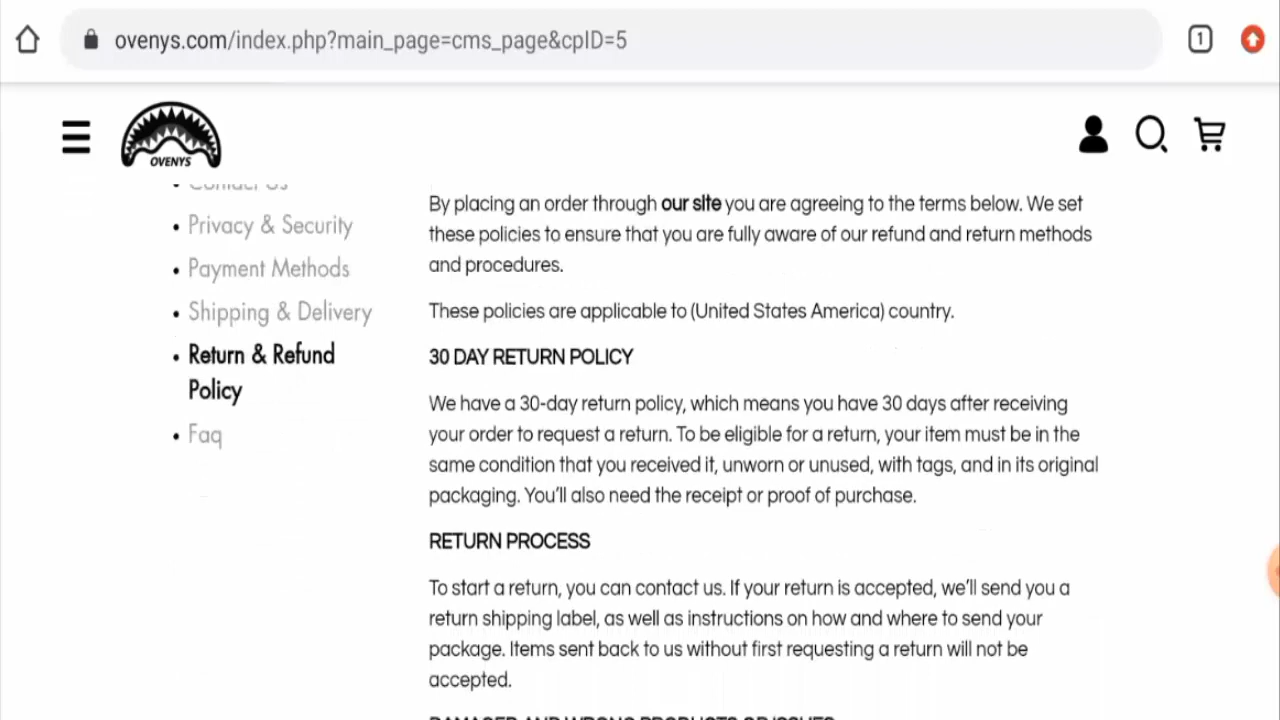 ovenys.com/index.php?main_page=cms_page&cpID=5
1
OVENYS
Contact Us
Privacy & Security
Payment Methods
Shipping & Delivery
Return & Refund
Policy
Faq
By placing an order through our site you are agreeing to the terms below. We set
these policies to ensure that you are fully aware of our refund and return methods
and procedures.
These policies are applicable to (United States America) country.
30 DAY RETURN POLICY
We have a 30-day return policy, which means you have 30 days after receiving
your order to request a return. To be eligible for a return, your item must be in the
same condition that you received it, unworn or unused, with tags, and in its original
packaging. You'll also need the receipt or proof of purchase.
RETURN PROCESS
To start a return, you can contact us. If your return is accepted, we'll send you a
return shipping label, as well as instructions on how and where to send your
package. Items sent back to us without first requesting a return will not be
accepted.